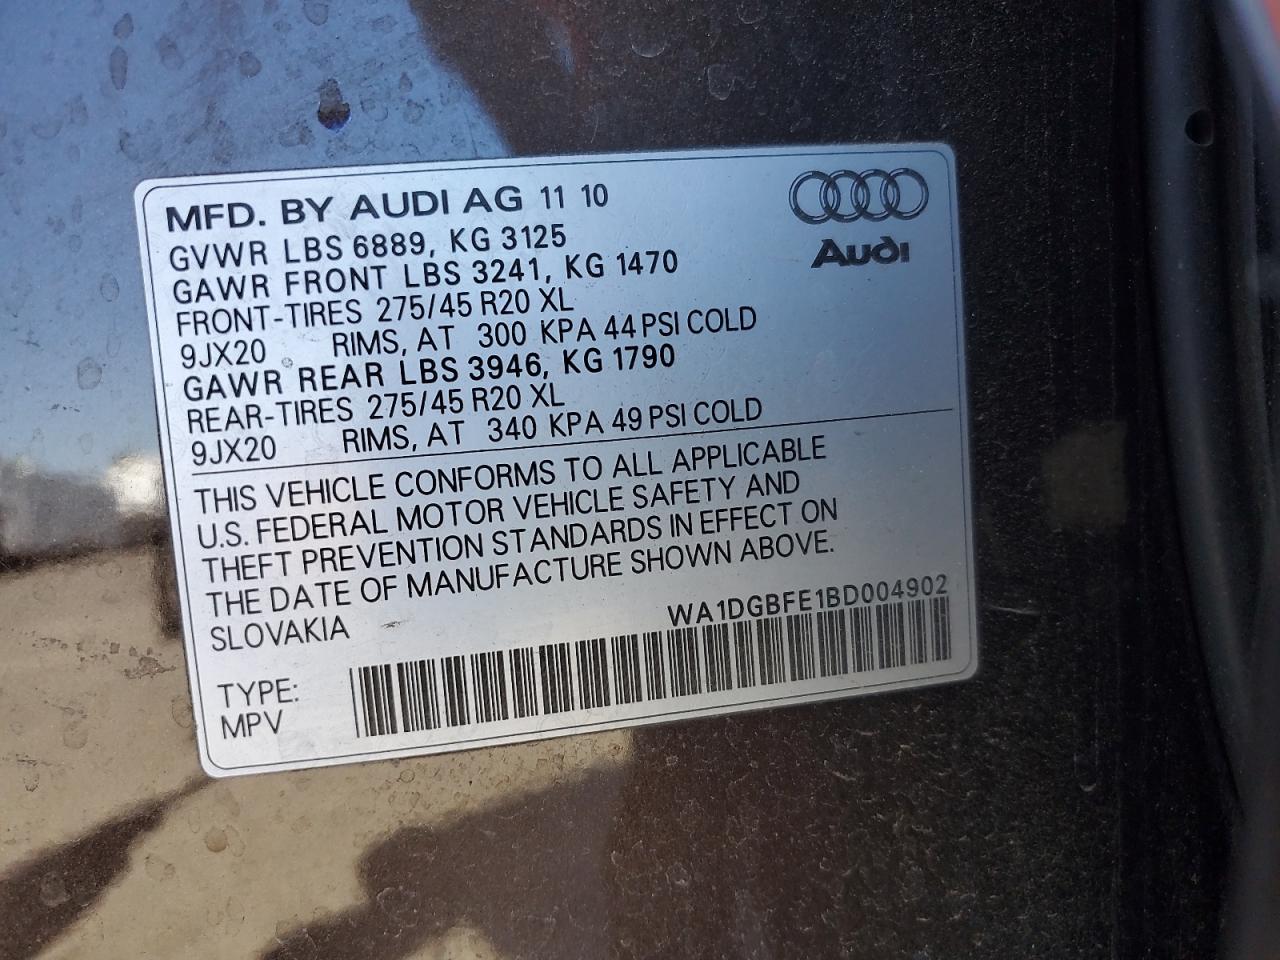 MFD. BY AUDI AG 11 10
Audi
GVWR LBS 6889, KG 3125
GAWR FRONT LBS 3241, KG 1470
FRONT-TIRES 275/45 R20 XL
9JX20 RIMS, AT 300 KPA 44 PSI COLD
GAWR REAR LBS 3946, KG 1790
REAR-TIRES 275/45 R20 XL
9JX20 RIMS, AT 340 KPA 49 PSI COLD
THIS VEHICLE CONFORMS TO ALL APPLICABLE
U.S. FEDERAL MOTOR VEHICLE SAFETY AND
THEFT PREVENTION STANDARDS IN EFFECT ON
THE DATE OF MANUFACTURE SHOWN ABOVE.
SLOVAKIA
WA1DGBFE1BD004902
TYPE:
MPV